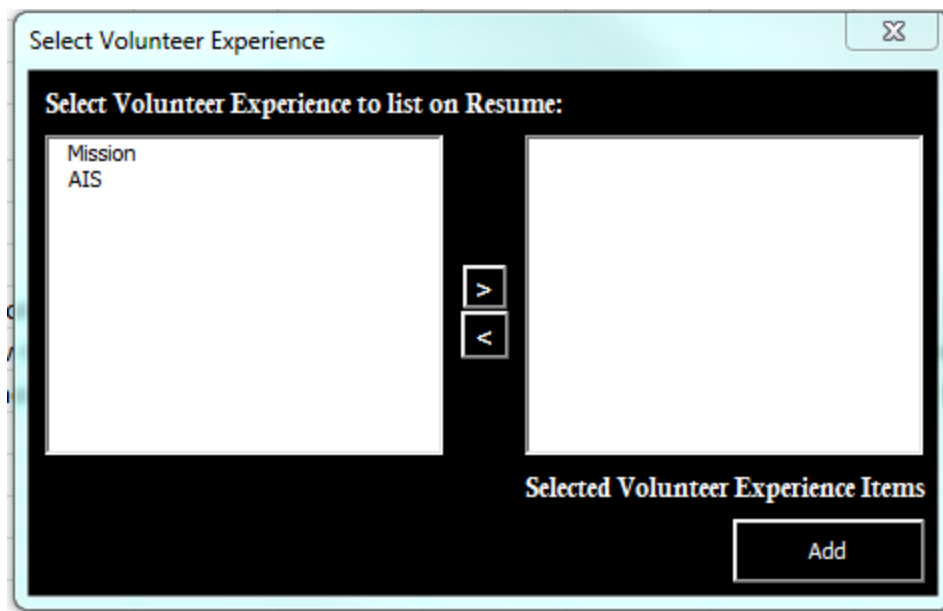 Select Volunteer Experience
Select Volunteer Experience to list on Resume:
Mission
AIS
>
<
Selected Volunteer Experience Items
Add